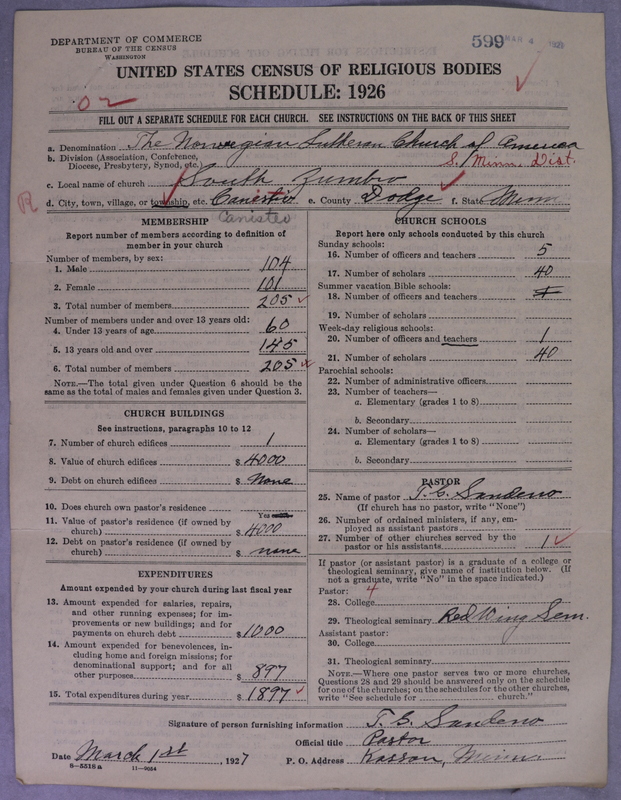 DEPARTMENT OF COMMERCE
BUREAU OF THE CENSUS
WASHINGTON
599 MAR 4 1927
UNITED STATES CENSUS OF RELIGIOUS BODIES
SCHEDULE: 1926
FILL OUT A SEPARATE SCHEDULE FOR EACH CHURCH. SEE INSTRUCTIONS ON THE BACK OF THIS SHEET
a. Denomination The Norwegian Lutheran Church of America
b. Division (Association, Conference,
Diocese, Presbytery, Synod, etc.) S. Minn. Dist.
c. Local name of church South Zumbro
d. City, town, village, or township, etc. Canisteo e. County Dodge f. State Minn
R
Canisteo
MEMBERSHIP
Report number of members according to definition of
member in your church
Number of members, by sex:
1. Male 104
2. Female 101
3. Total number of members 205
Number of members under and over 13 years old:
4. Under 13 years of age 60
5. 13 years old and over 145
6. Total number of members 205
NOTE.—The total given under Question 6 should be the
same as the total of males and females given under Question 3.
CHURCH BUILDINGS
See instructions, paragraphs 10 to 12
7. Number of church edifices 1
8. Value of church edifices $ 4000
9. Debt on church edifices $ None
10. Does church own pastor's residence
Yes
11. Value of pastor's residence (if owned by
church) $ 4000
12. Debt on pastor's residence (if owned by
church) $ none
EXPENDITURES
Amount expended by your church during last fiscal year
13. Amount expended for salaries, repairs,
and other running expenses; for im-
provements or new buildings; and for
payments on church debt $ 1000
14. Amount expended for benevolences, in-
cluding home and foreign missions; for
denominational support; and for all
other purposes $ 897
15. Total expenditures during year $ 1897
CHURCH SCHOOLS
Report here only schools conducted by this church
Sunday schools:
16. Number of officers and teachers 5
17. Number of scholars 40
Summer vacation Bible schools:
18. Number of officers and teachers
19. Number of scholars
Week-day religious schools:
20. Number of officers and teachers 1
21. Number of scholars 40
Parochial schools:
22. Number of administrative officers
23. Number of teachers—
a. Elementary (grades 1 to 8)
b. Secondary
24. Number of scholars—
a. Elementary (grades 1 to 8)
b. Secondary
PASTOR
25. Name of pastor T. C. Sandeno
(If church has no pastor, write "None")
26. Number of ordained ministers, if any, em-
ployed as assistant pastors
27. Number of other churches served by the
pastor or his assistants 1
If pastor (or assistant pastor) is a graduate of a college or
theological seminary, give name of institution below. (If
not a graduate, write "No" in the space indicated.)
Pastor: 4
28. College
29. Theological seminary Red Wing Sem.
Assistant pastor:
30. College
31. Theological seminary
NOTE.—Where one pastor serves two or more churches,
Questions 28 and 29 should be answered only on the schedule
for one of the churches; on the schedules for the other churches,
write "See schedule for church."
Signature of person furnishing information T. C. Sandeno
Official title Pastor
Date March 1st, 1927 P. O. Address Kasson, Minn
8—5518 a 11—9054